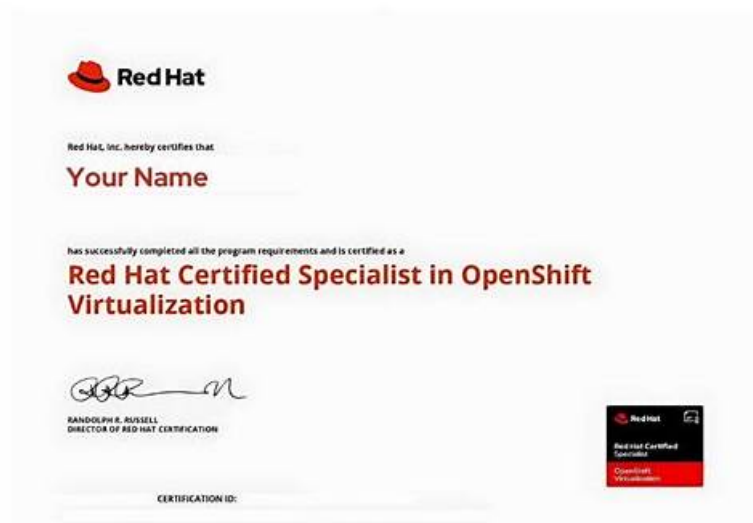 Red Hat
Red Hat, Inc. hereby certifies that
Your Name
has successfully completed all the program requirements and is certified as a
Red Hat Certified Specialist in OpenShift
Virtualization
RANDOLPH R. RUSSELL
DIRECTOR OF RED HAT CERTIFICATION
Red Hat
Red Hat Certified
Specialist
OpenShift
Virtualization
CERTIFICATION ID: